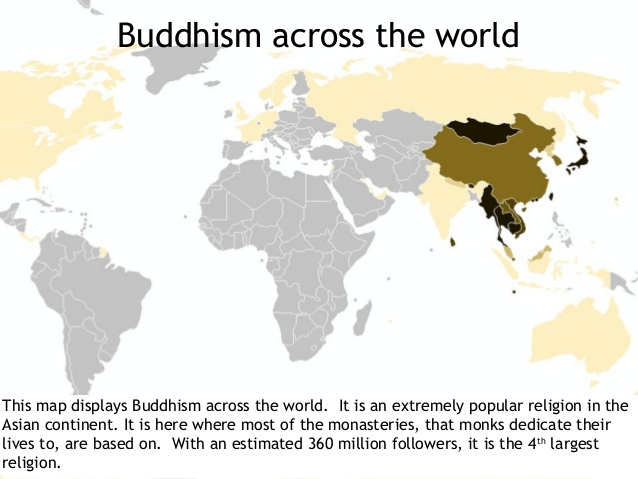 Buddhism across the world
This map displays Buddhism across the world.  It is an extremely popular religion in the
Asian continent. It is here where most of the monasteries, that monks dedicate their
lives to, are based on.  With an estimated 360 million followers, it is the 4th largest
religion.